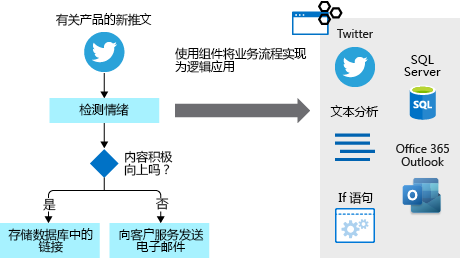 有关产品的新推文
检测情绪
内容积极
向上吗？
是
否
存储数据库中的
链接
向客户服务发送
电子邮件
使用组件将业务流程实现
为逻辑应用
Twitter
SQL
Server
SQL
文本分析
Office 365
Outlook
If 语句